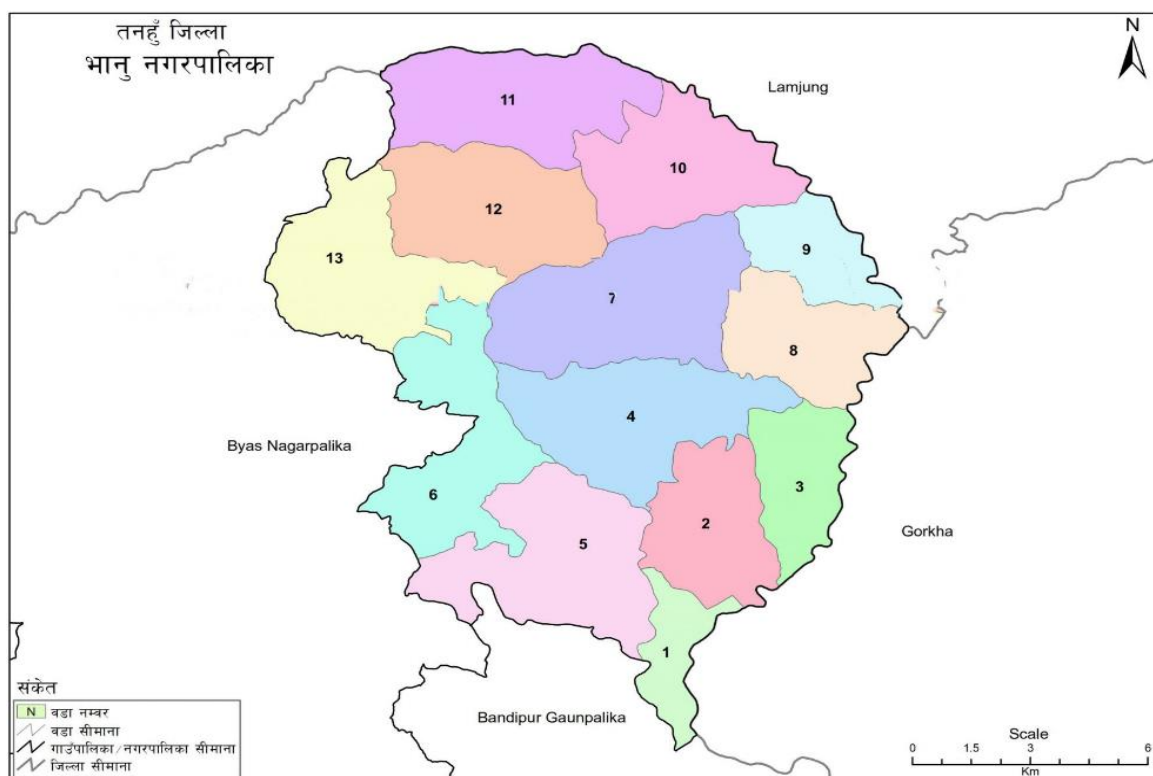 तनहुँ जिल्ला
भानु नगरपालिका
N
Lamjung
11
10
12
13
9
7
8
4
Byas Nagarpalika
6
3
2
5
Gorkha
1
Bandipur Gaunpalika
संकेत
N वडा नम्बर
वडा सीमाना
गाउँपालिका/नगरपालिका सीमाना
जिल्ला सीमाना
Scale
0 1.5 3 6
Km